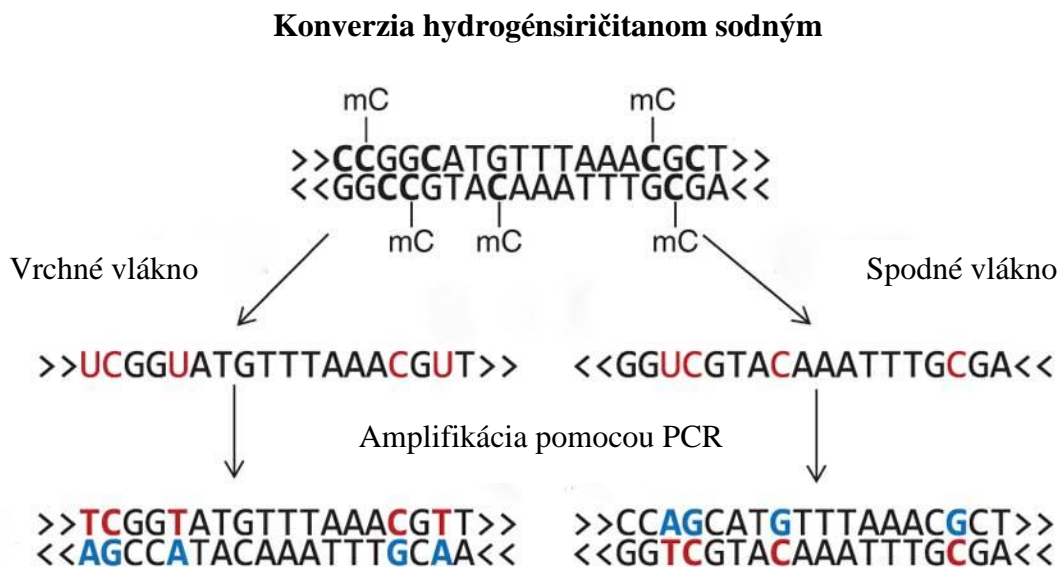 Konverzia hydrogénsiričitanom sodným
mC mC
>>CCGGCATGTTTAAACGCT>>
<<GGCCGTACAAATTTGCGA<<
mC mC mC
Vrchné vlákno Spodné vlákno
>>UCGGUATGTTTAAACGUT>> <<GGUCGTACAAATTTGCGA<<
Amplifikácia pomocou PCR
>>TCGGTATGTTTAAACGTT>> >>CCAGCATGTTTAAACGCT>>
<<AGCCATACAAATTTGCAA<< <<GGTCGTACAAATTTGCGA<<